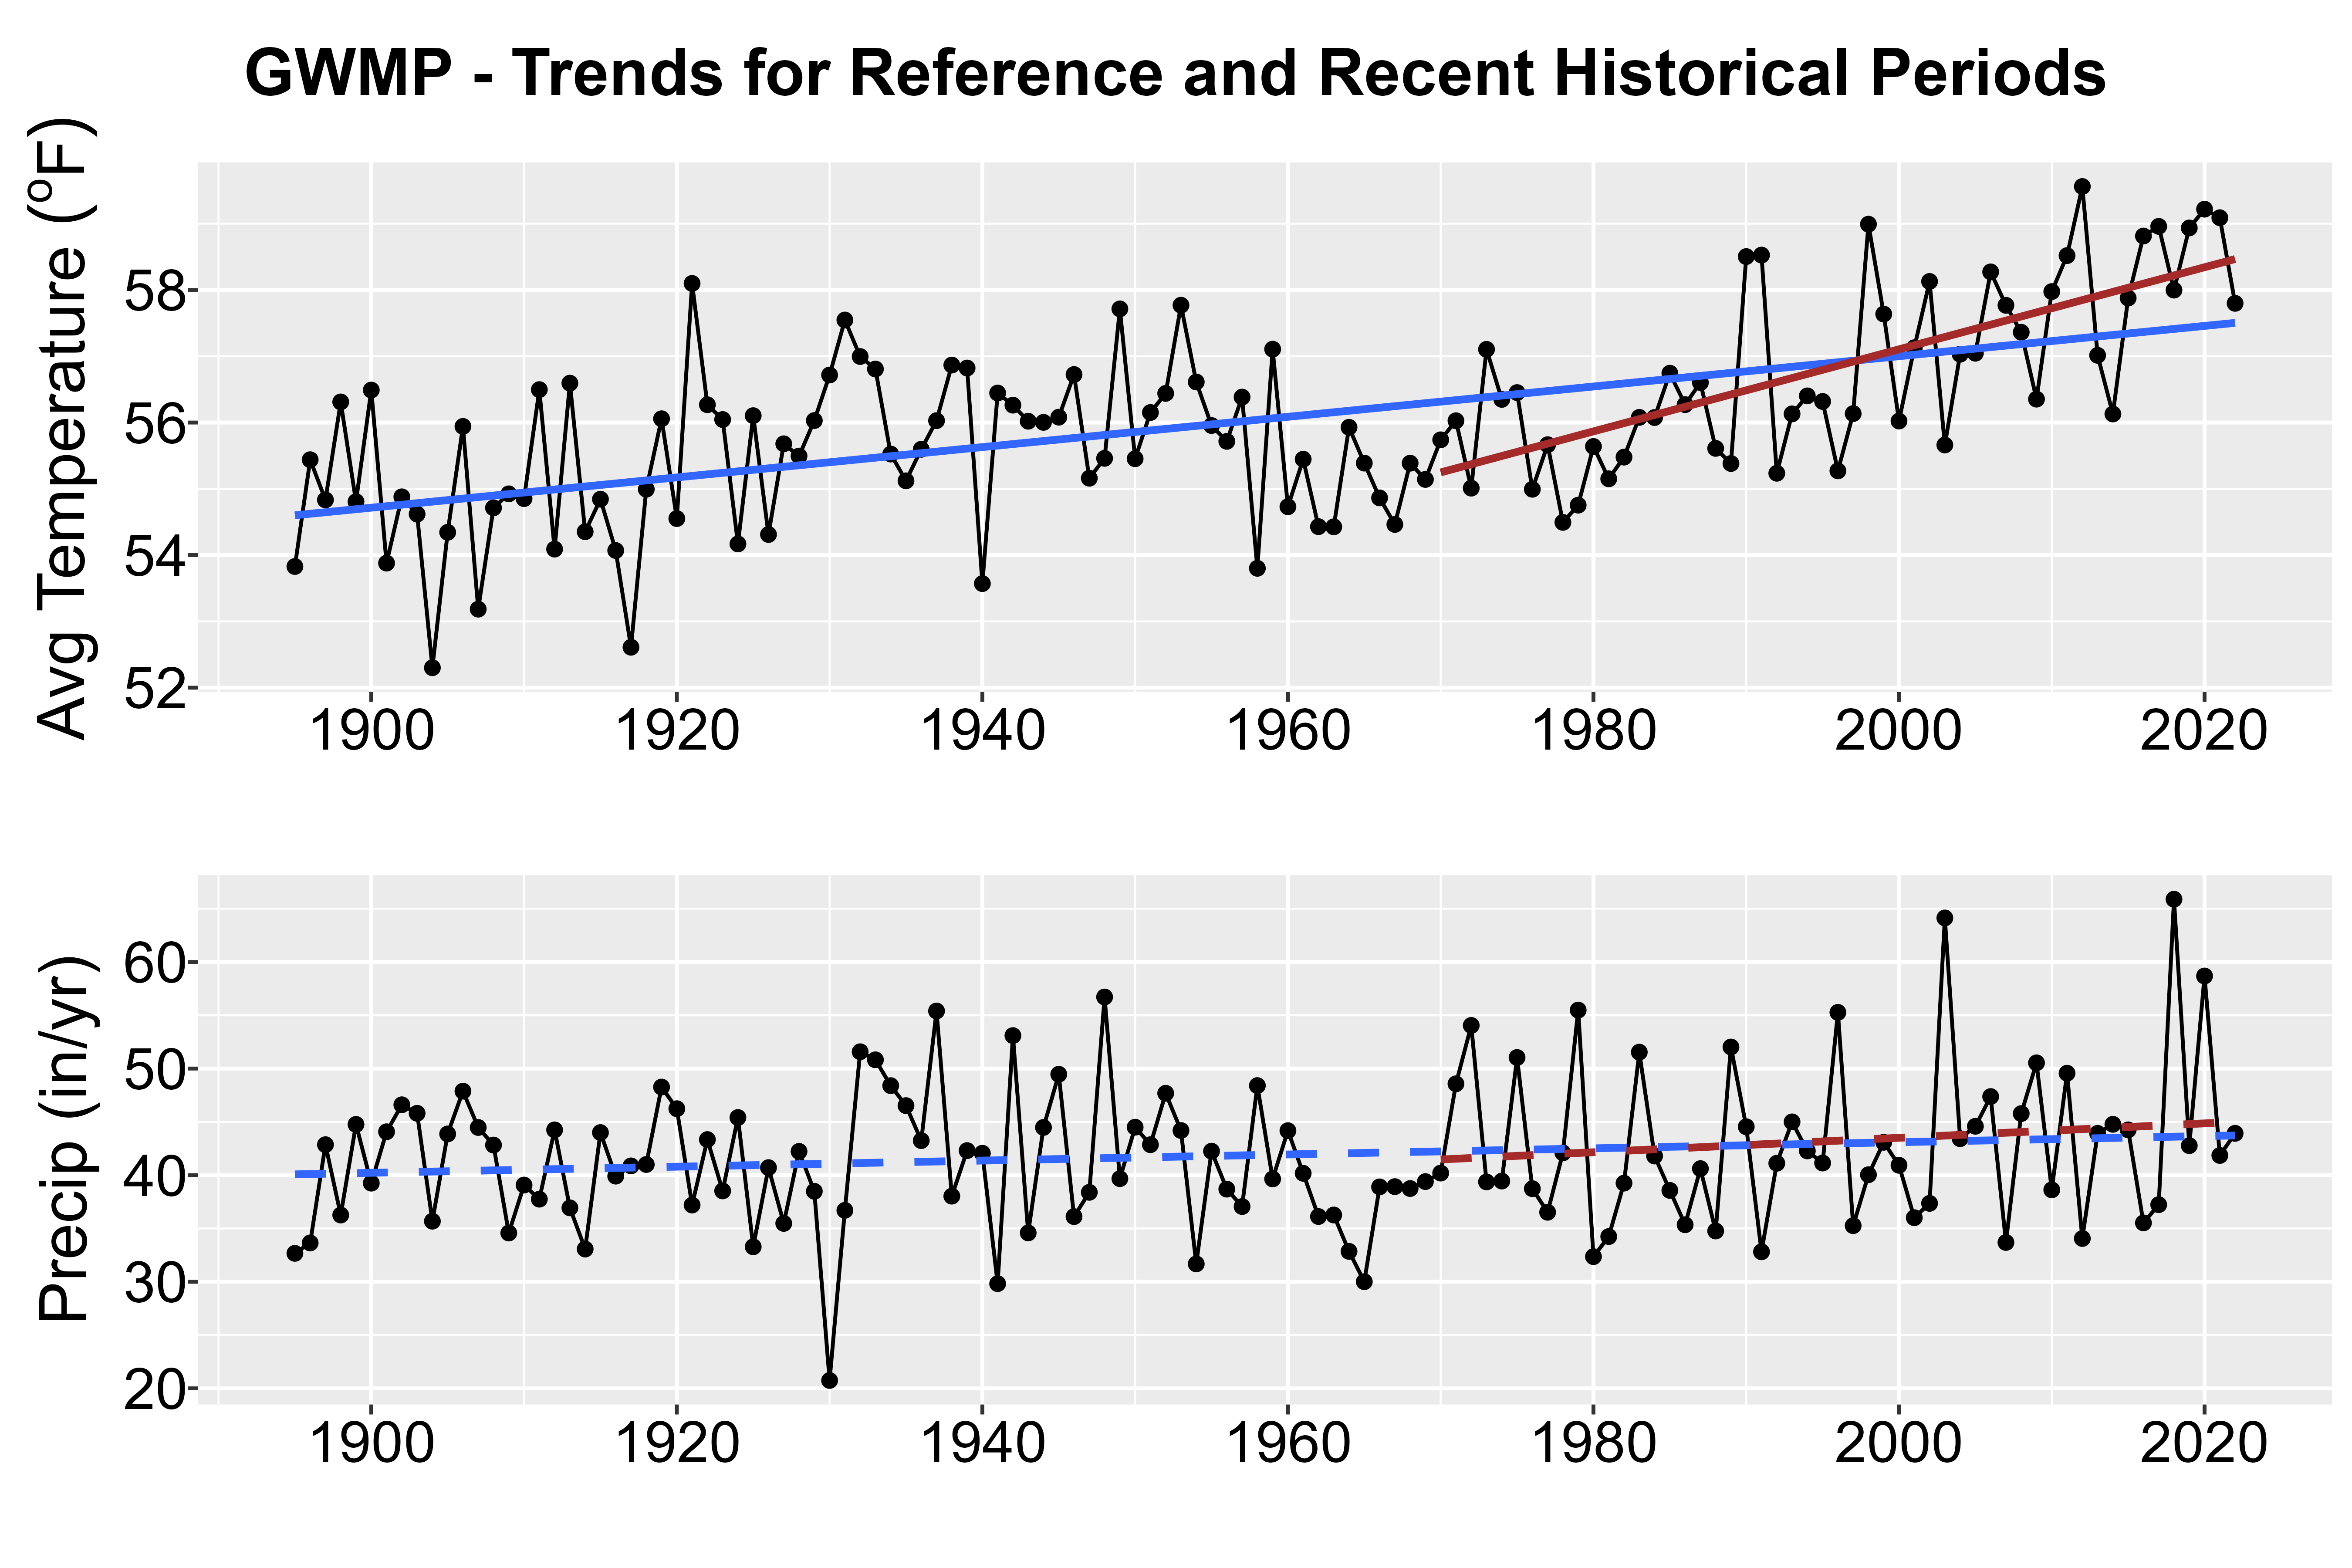 GWMP - Trends for Reference and Recent Historical Periods
Avg Temperature (ºF)
58
56
54
52
1900 1920 1940 1960 1980 2000 2020
Precip (in/yr)
60
50
40
30
20
1900 1920 1940 1960 1980 2000 2020